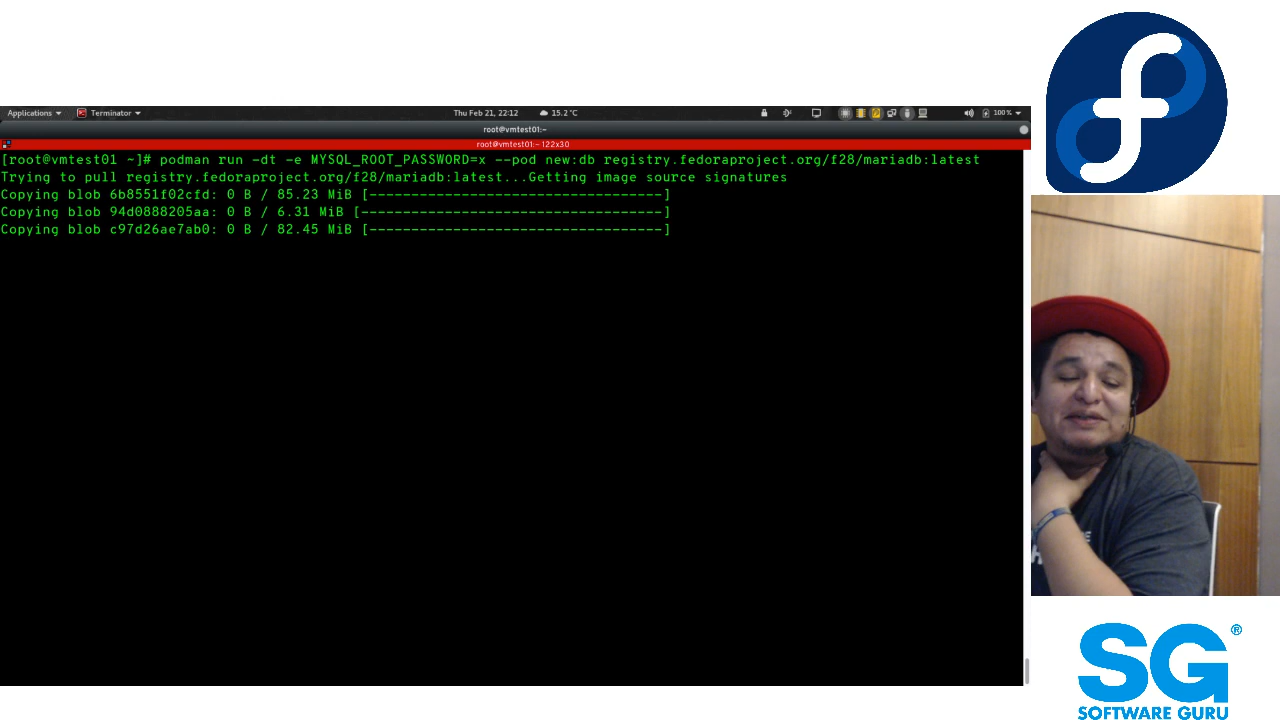 Applications
Terminator
Thu Feb 21, 22:12
15.2°C
100%
root@vmtest01:~
root@vmtest01:~ 122x30
[root@vmtest01 ~]# podman run -dt -e MYSQL_ROOT_PASSWORD=x --pod new:db registry.fedoraproject.org/f28/mariadb:latest
Trying to pull registry.fedoraproject.org/f28/mariadb:latest...Getting image source signatures
Copying blob 6b8551f02cfd: 0 B / 85.23 MiB [-----------------------------------]
Copying blob 94d0888205aa: 0 B / 6.31 MiB [------------------------------------]
Copying blob c97d26ae7ab0: 0 B / 82.45 MiB [-----------------------------------]
SG®
SOFTWARE GURU